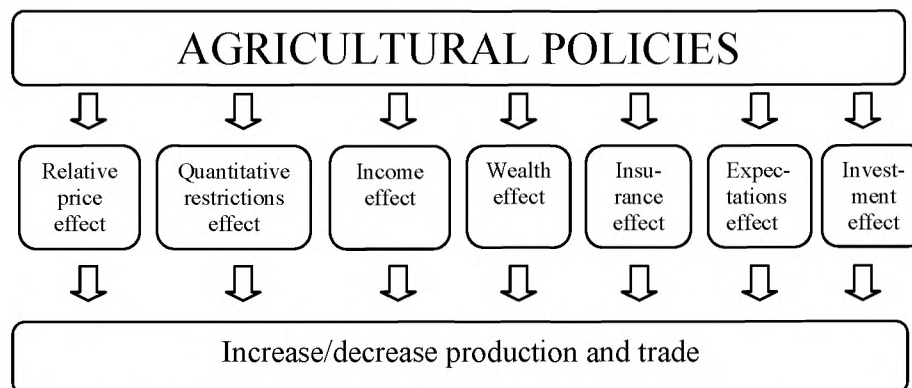 AGRICULTURAL POLICIES
Relative
price
effect
Quantitative
restrictions
effect
Income
effect
Wealth
effect
Insu-
rance
effect
Expec-
tations
effect
Invest-
ment
effect
Increase/decrease production and trade